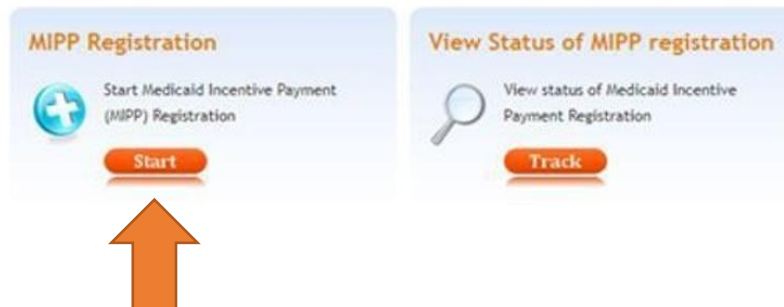 MIPP Registration
Start Medicaid Incentive Payment
(MIPP) Registration
Start
View Status of MIPP registration
View status of Medicaid Incentive
Payment Registration
Track